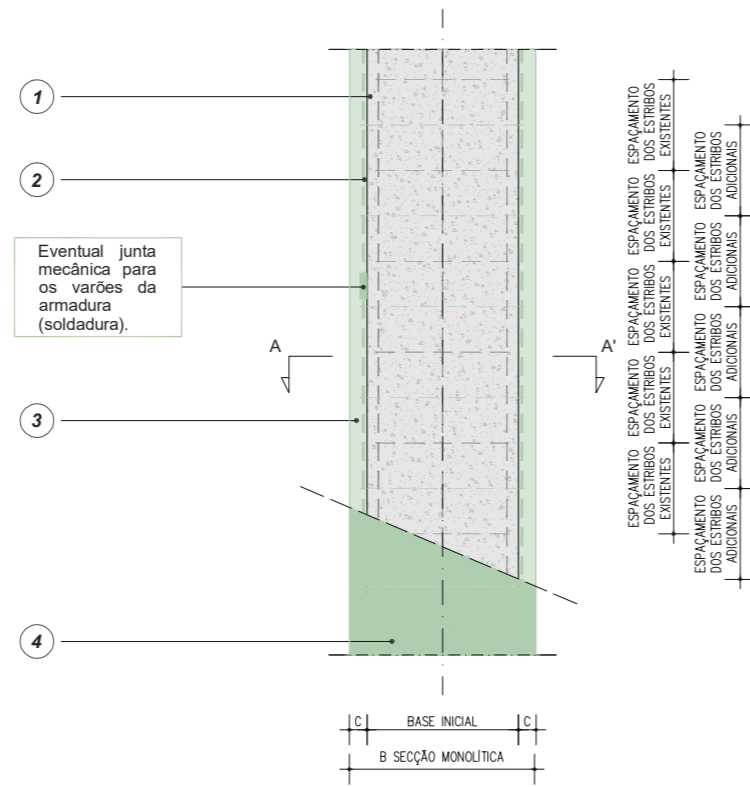 1
2
Eventual junta
mecânica para
os varões da
armadura
(soldadura).
A
A'
3
4
C
BASE INICIAL
C
B SECÇÃO MONOLÍTICA
ESPAÇAMENTO
DOS ESTRIBOS
EXISTENTES
ESPAÇAMENTO
DOS ESTRIBOS
EXISTENTES
ESPAÇAMENTO
DOS ESTRIBOS
EXISTENTES
ESPAÇAMENTO
DOS ESTRIBOS
EXISTENTES
ESPAÇAMENTO
DOS ESTRIBOS
EXISTENTES
ESPAÇAMENTO
DOS ESTRIBOS
ADICIONAIS
ESPAÇAMENTO
DOS ESTRIBOS
ADICIONAIS
ESPAÇAMENTO
DOS ESTRIBOS
ADICIONAIS
ESPAÇAMENTO
DOS ESTRIBOS
ADICIONAIS
ESPAÇAMENTO
DOS ESTRIBOS
ADICIONAIS